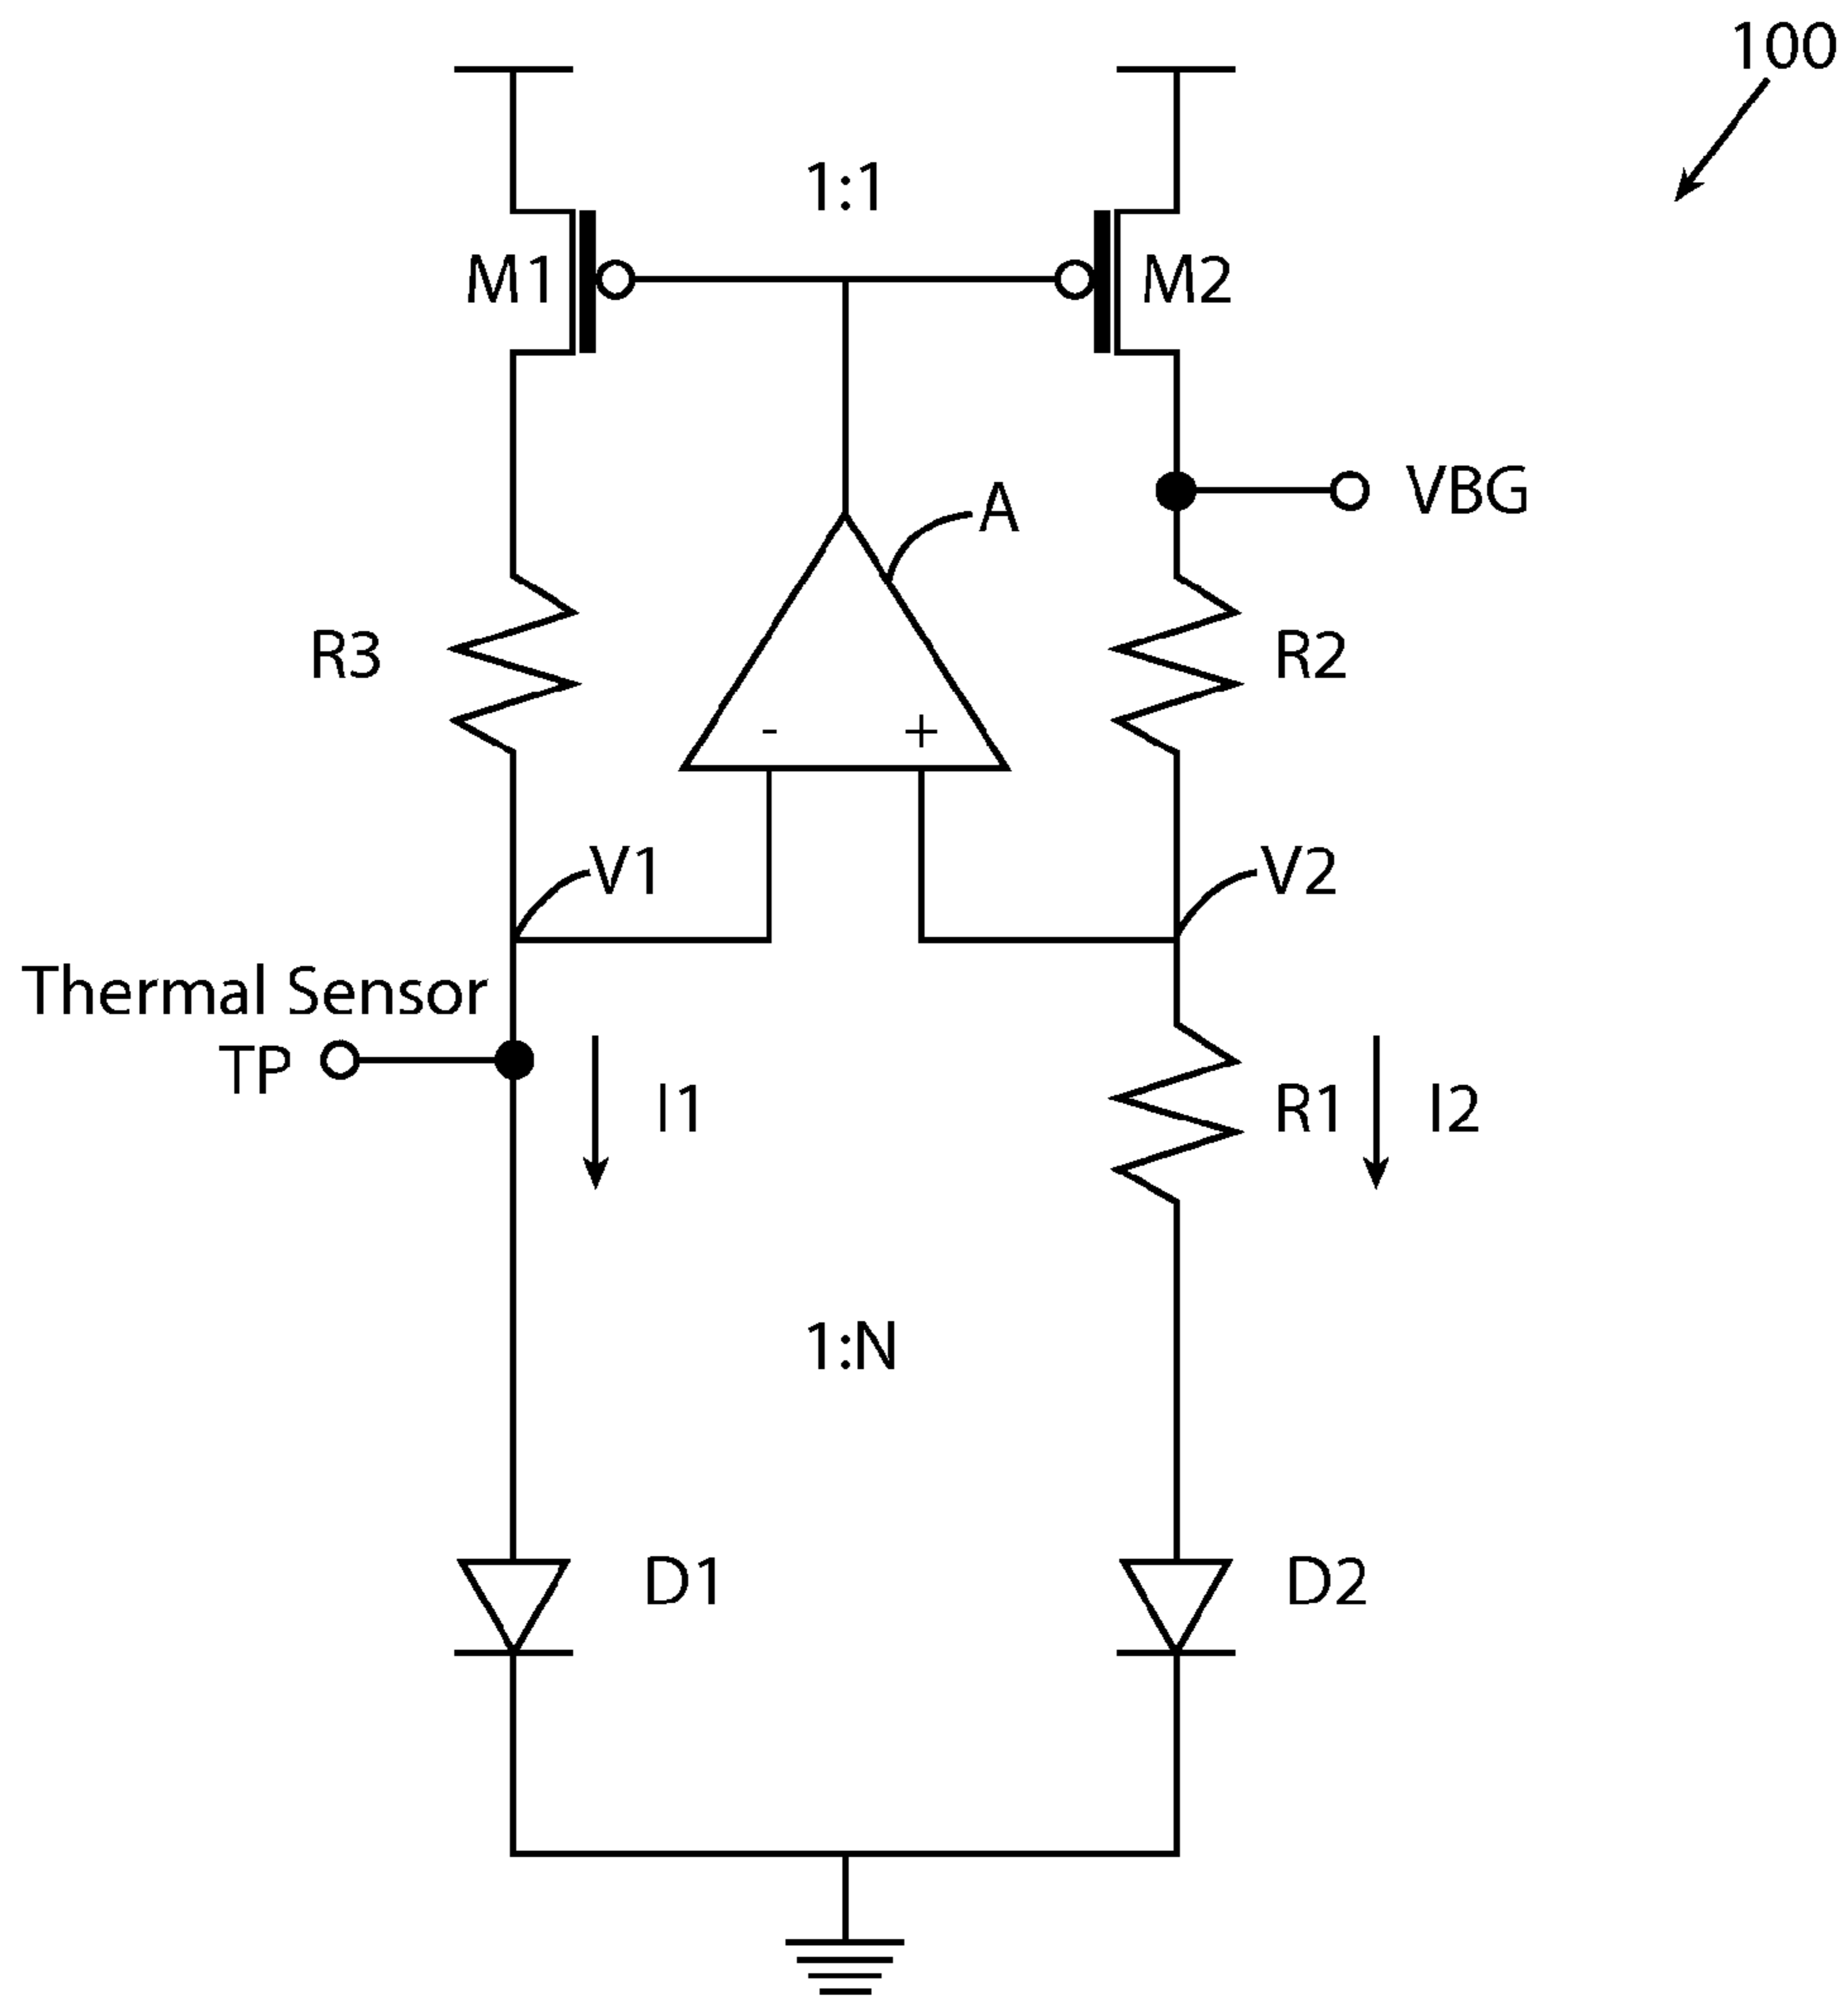 100
1:1
M1
M2
VBG
A
R3
R2
-
+
V1
V2
Thermal Sensor
TP
I1
R1
I2
1:N
D1
D2